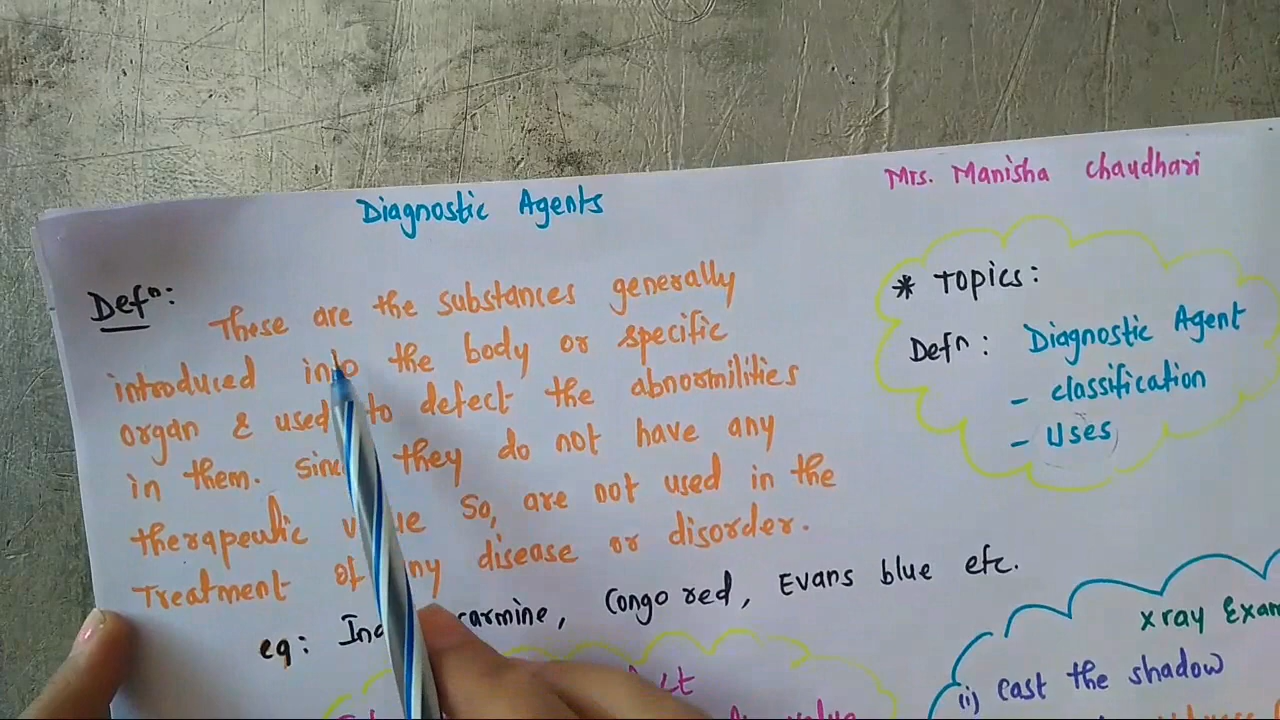 Diagnostic Agents
Mrs. Manisha Chaudhari
Defn:
These are the substances generally
introduced into the body or specific
organ & used to defect the abnormilities
in them. they do not have any
therapeutic So, are not used in the
Treatment of disease or disorder.
eg: Congo red, Evans blue etc.
* Topics:
Defn: Diagnostic Agent
- classification
- Uses
xray
(i) cast the shadow